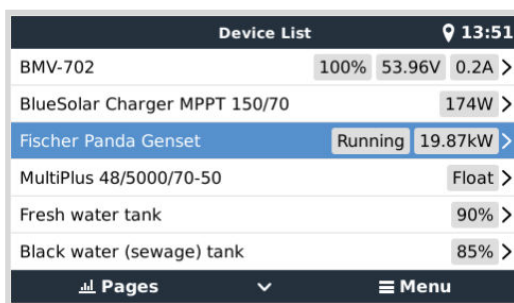 Device List 13:51
BMV-702 100% 53.96V 0.2A
BlueSolar Charger MPPT 150/70 174W
Fischer Panda Genset Running 19.87kW
MultiPlus 48/5000/70-50 Float
Fresh water tank 90%
Black water (sewage) tank 85%
Pages Menu